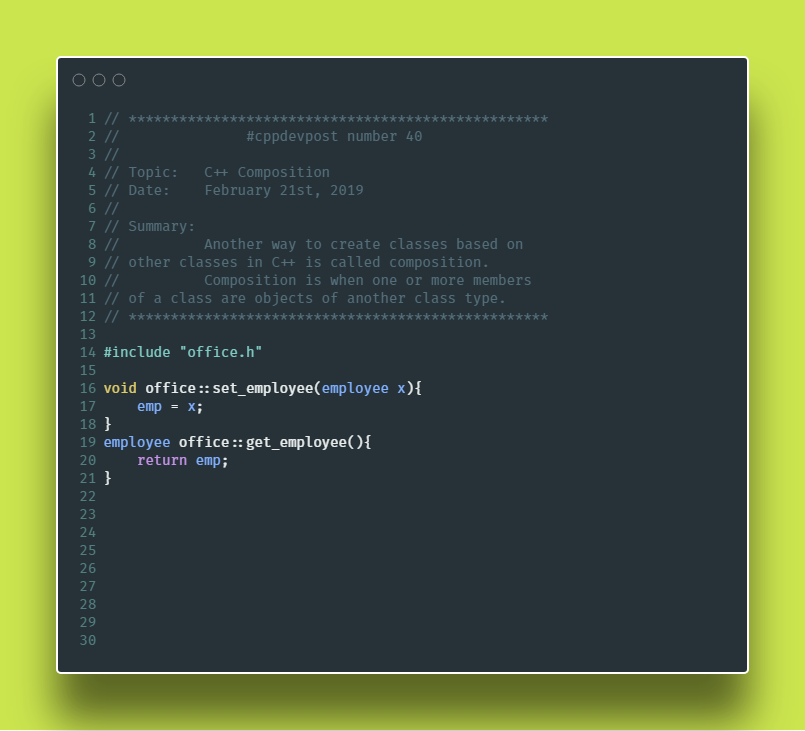 1 // **************************************************
2 //               #cppdevpost number 40
3 //
4 // Topic:   C++ Composition
5 // Date:    February 21st, 2019
6 //
7 // Summary:
8 //          Another way to create classes based on
9 // other classes in C++ is called composition.
10 //          Composition is when one or more members
11 // of a class are objects of another class type.
12 // **************************************************
13
14 #include "office.h"
15
16 void office::set_employee(employee x){
17     emp = x;
18 }
19 employee office::get_employee(){
20     return emp;
21 }
22
23
24
25
26
27
28
29
30